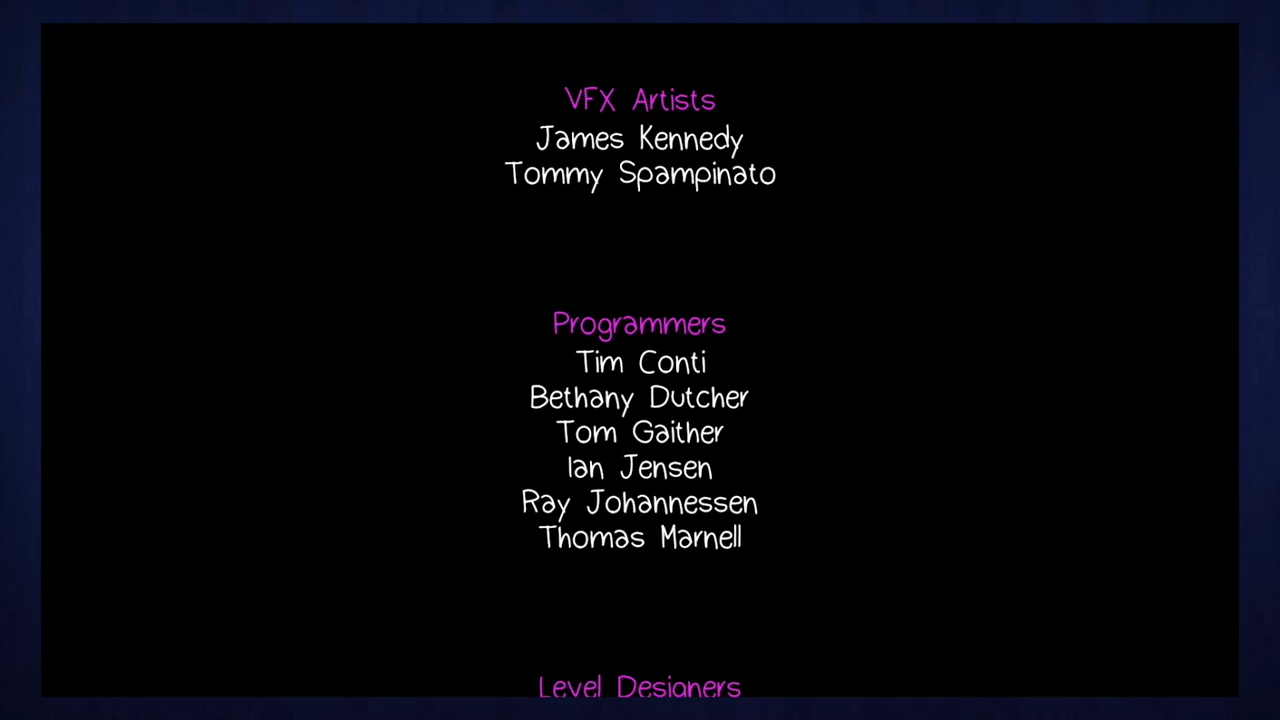 VFX Artists
James Kennedy
Tommy Spampinato
Programmers
Tim Conti
Bethany Dutcher
Tom Gaither
Ian Jensen
Ray Johannessen
Thomas Marnell
Level Designers